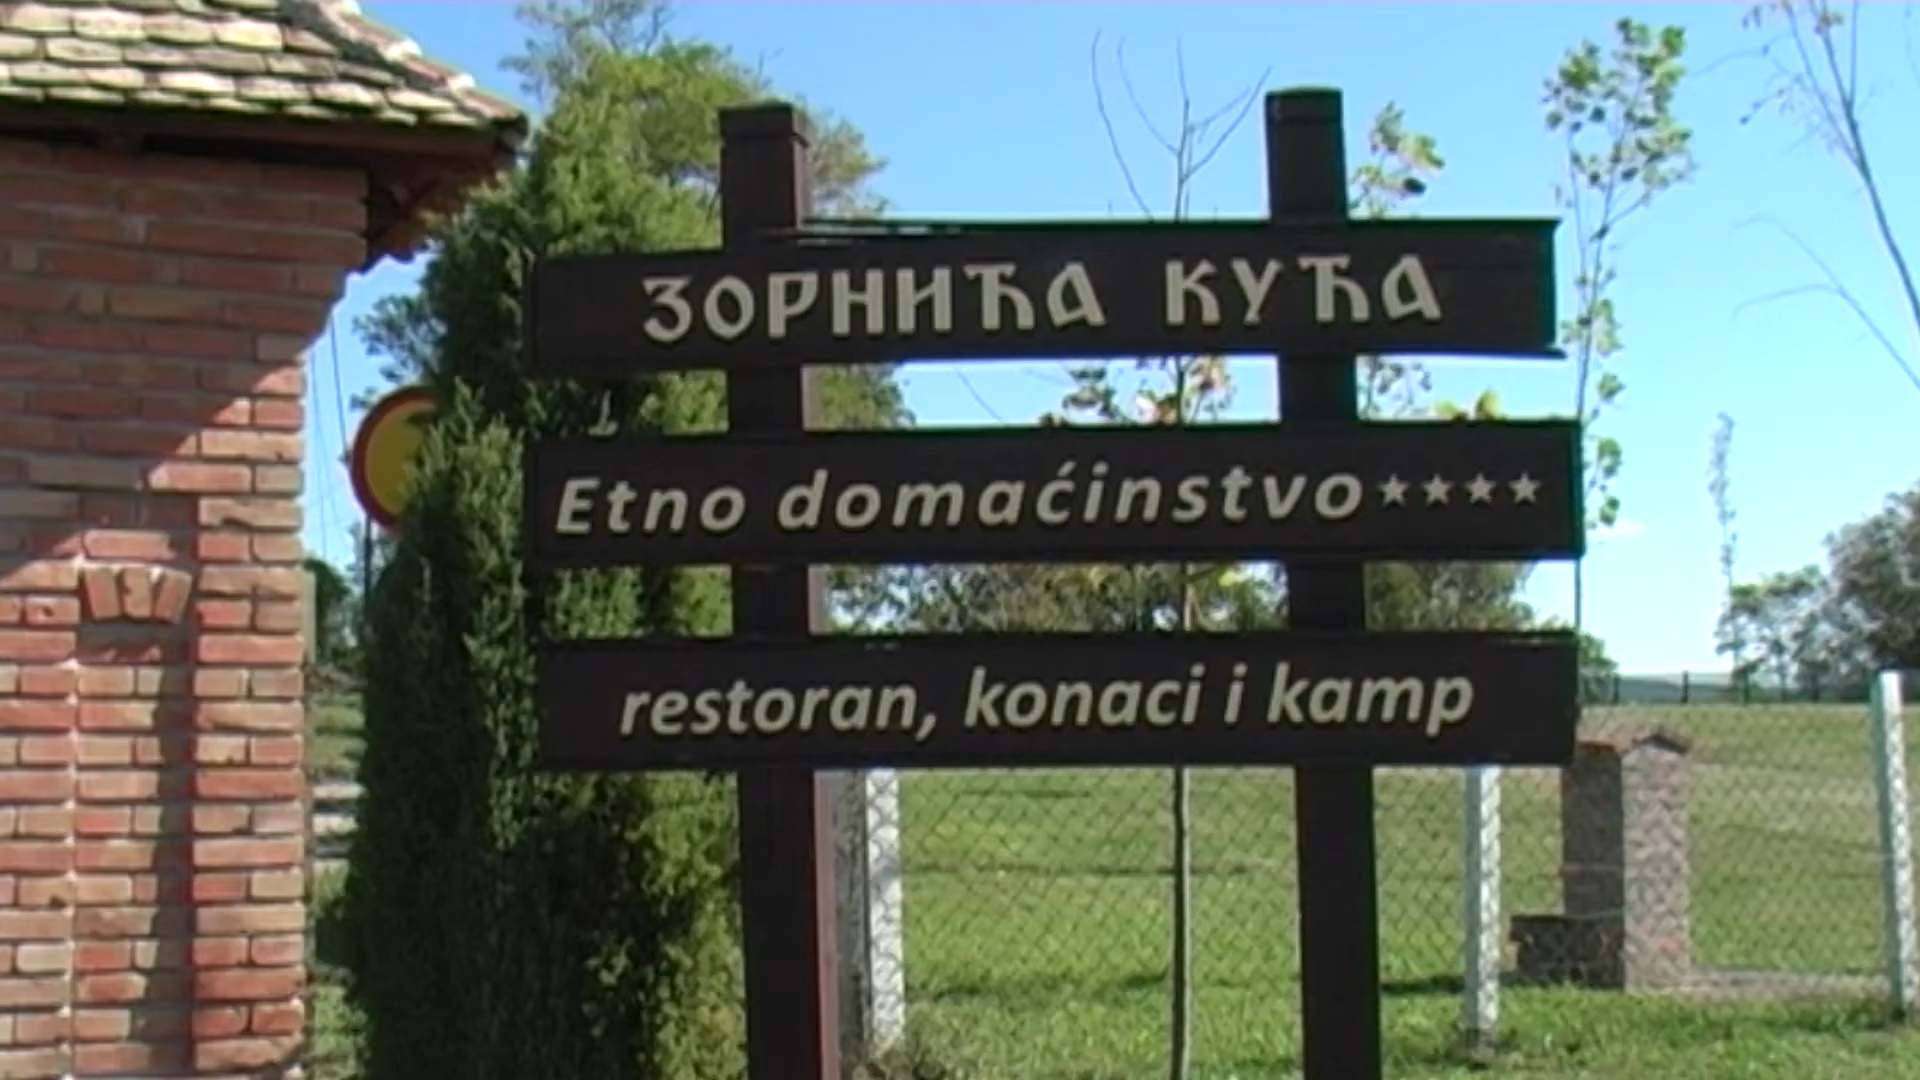 ЗОРНИЋА КУЋА
Etno domaćinstvo★★★★
restoran, konaci i kamp